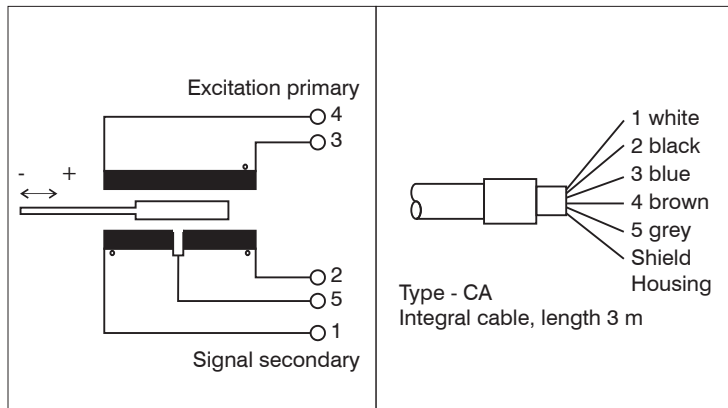 Excitation primary
4
3
- +
2
5
1
Signal secondary
1 white
2 black
3 blue
4 brown
5 grey
Shield
Housing
Type - CA
Integral cable, length 3 m